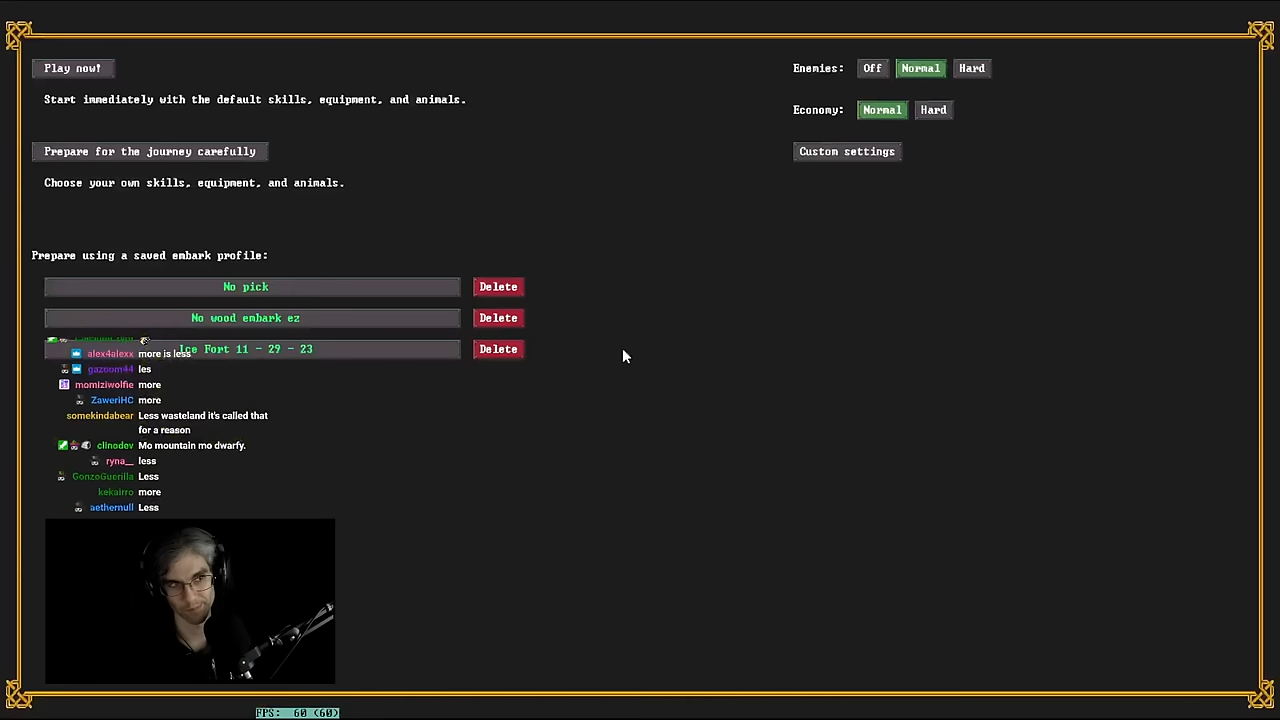 Play now!
Enemies: Off Normal Hard
Start immediately with the default skills, equipment, and animals.
Economy: Normal Hard
Prepare for the journey carefully
Custom settings
Choose your own skills, equipment, and animals.
Prepare using a saved embark profile:
No pick Delete
No wood embark ez Delete
Ice Fort 11 - 29 - 23 Delete
alex4alexx more is less
gazoom44 les
momiziwolfie more
ZaweriHC more
somekindabear Less wasteland it's called that
for a reason
clinodev Mo mountain mo dwarfy.
ryna__ less
GonzoGuerilla Less
kekairro more
aethernull Less
FPS: 60 (60)